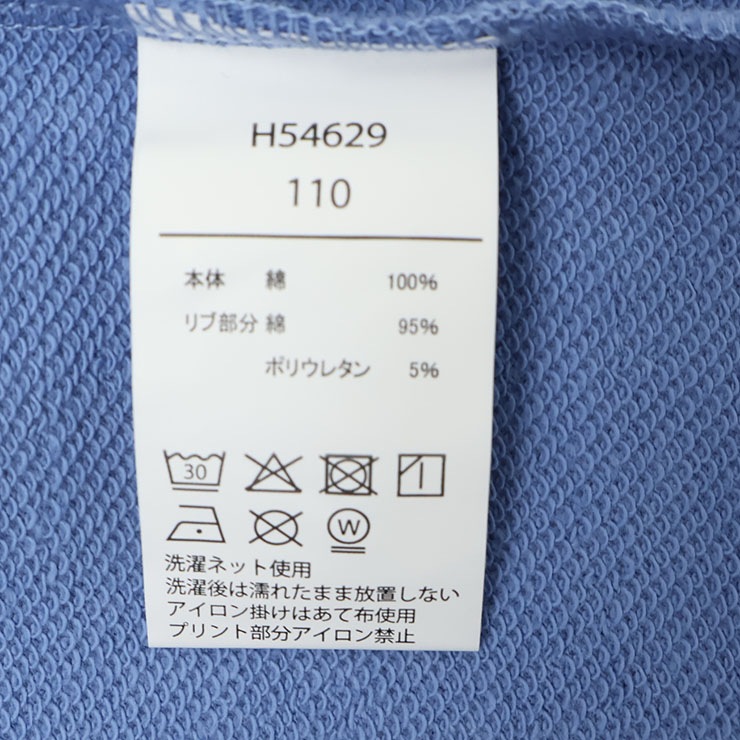 H54629
110
本体 綿 100%
リブ部分 綿 95%
ポリウレタン 5%
30
W
洗濯ネット使用
洗濯後は濡れたまま放置しない
アイロン掛けはあて布使用
プリント部分アイロン禁止